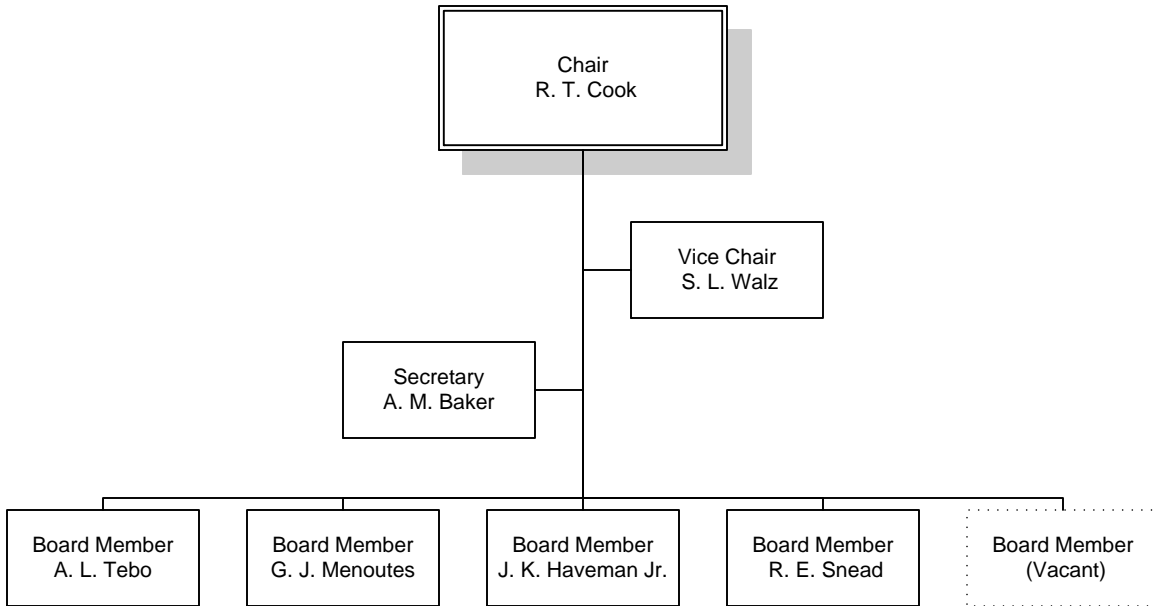 Chair
R. T. Cook
Vice Chair
S. L. Walz
Secretary
A. M. Baker
Board Member
A. L. Tebo
Board Member
G. J. Menoutes
Board Member
J. K. Haveman Jr.
Board Member
R. E. Snead
Board Member
(Vacant)